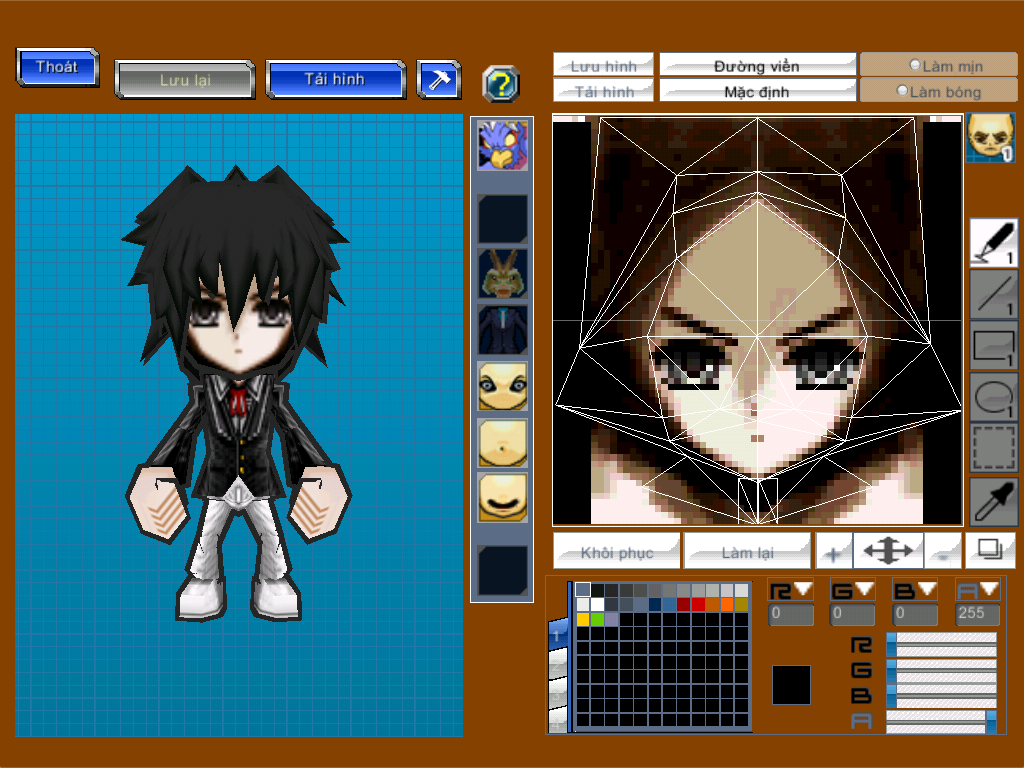 Thoát
Lưu lại
Tải hình
?
Lưu hình
Đường viền
Làm mịn
Tải hình
Mặc định
Làm bóng
1
1
1
1
1
Khôi phục
Làm lại
+
-
R G B A
0 0 0 255
1
R
G
B
A